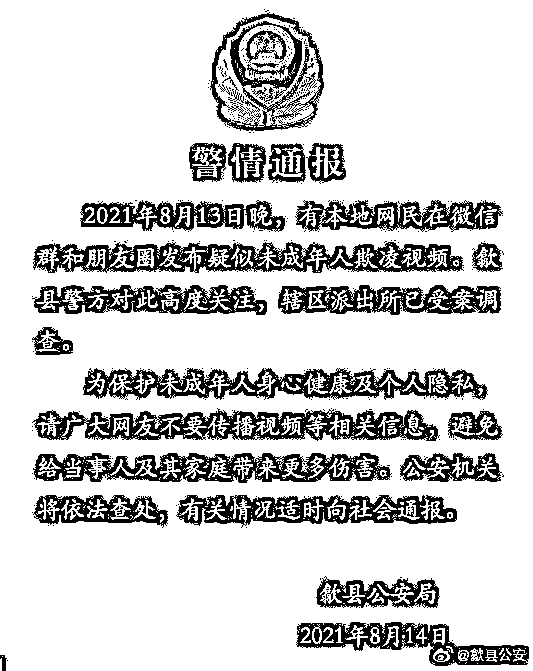 警情通报
2021年8月13日晚，有本地网民在微信
群和朋友圈发布疑似未成年人欺凌视频。歙
县警方对此高度关注，辖区派出所已受案调
查。
为保护未成年人身心健康及个人隐私，
请广大网友不要传播视频等相关信息，避免
给当事人及其家庭带来更多伤害。公安机关
将依法查处，有关情况适时向社会通报。
歙县公安局
2021年8月14日
@歙县公安